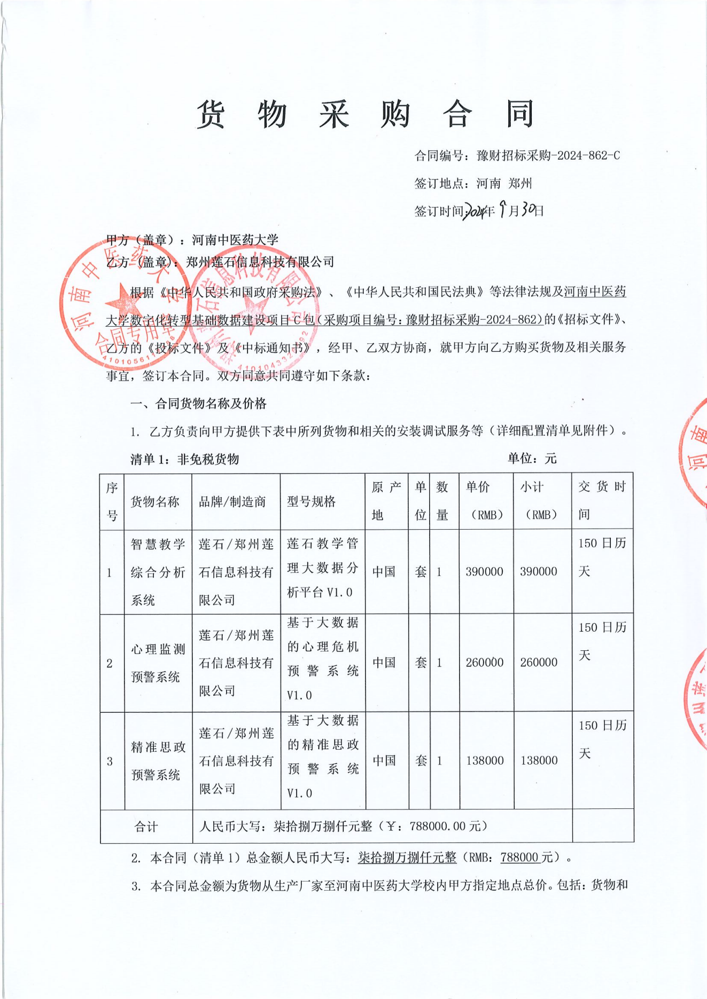 货物采购合同
合同编号：豫财招标采购-2024-862-C
签订地点：河南 郑州
签订时间：2024年9月30日
甲方（盖章）：河南中医药大学
乙方（盖章）：郑州莲石信息科技有限公司
根据《中华人民共和国政府采购法》、《中华人民共和国民法典》等法律法规及河南中医药
大学数字化转型基础数据建设项目 C 包（采购项目编号：豫财招标采购-2024-862）的《招标文件》、
乙方的《投标文件》及《中标通知书》，经甲、乙双方协商，就甲方向乙方购买货物及相关服务
事宜，签订本合同。双方同意共同遵守如下条款：
一、合同货物名称及价格
1. 乙方负责向甲方提供下表中所列货物和相关的安装调试服务等（详细配置清单见附件）。
清单 1：非免税货物 单位：元
序号 货物名称 品牌/制造商 型号规格 原产地 单位 数量 单价（RMB） 小计（RMB） 交货时间
1 智慧教学综合分析系统 莲石/郑州莲石信息科技有限公司 莲石教学管理大数据分析平台 V1.0 中国 套 1 390000 390000 150 日历天
2 心理监测预警系统 莲石/郑州莲石信息科技有限公司 基于大数据的心理危机预警系统 V1.0 中国 套 1 260000 260000 150 日历天
3 精准思政预警系统 莲石/郑州莲石信息科技有限公司 基于大数据的精准思政预警系统 V1.0 中国 套 1 138000 138000 150 日历天
合计 人民币大写：柒拾捌万捌仟元整（￥：788000.00 元）
2. 本合同（清单 1）总金额人民币大写：柒拾捌万捌仟元整（RMB：788000 元）。
3. 本合同总金额为货物从生产厂家至河南中医药大学校内甲方指定地点总价。包括：货物和
河南中医药大学
合同专用章